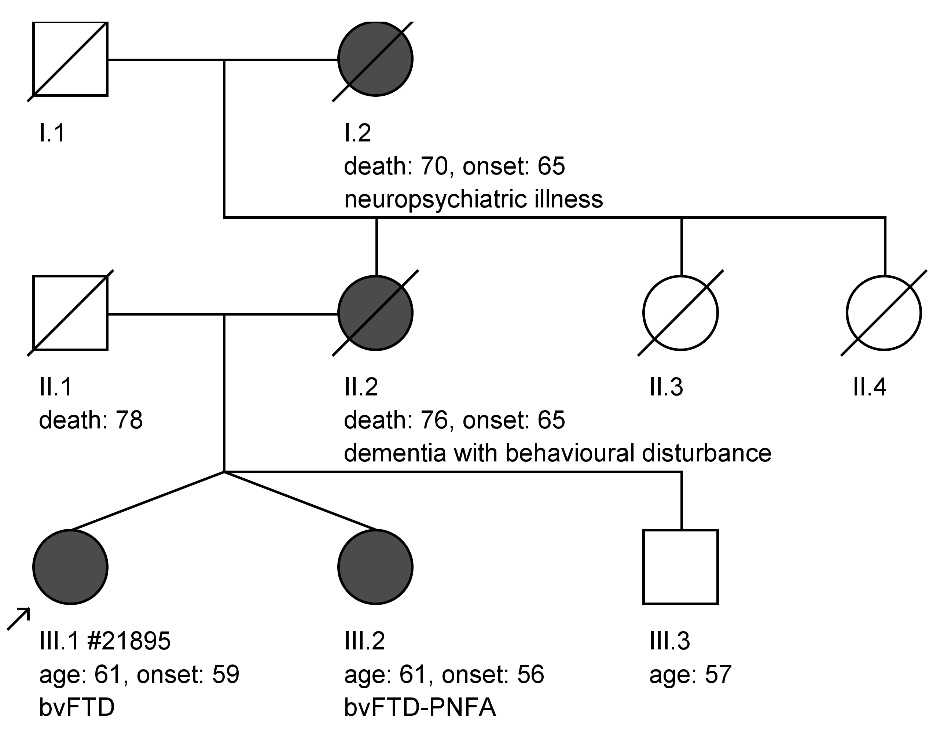 I.1
I.2
death: 70, onset: 65
neuropsychiatric illness
II.1
death: 78
II.2
death: 76, onset: 65
dementia with behavioural disturbance
II.3
II.4
III.1 #21895
age: 61, onset: 59
bvFTD
III.2
age: 61, onset: 56
bvFTD-PNFA
III.3
age: 57